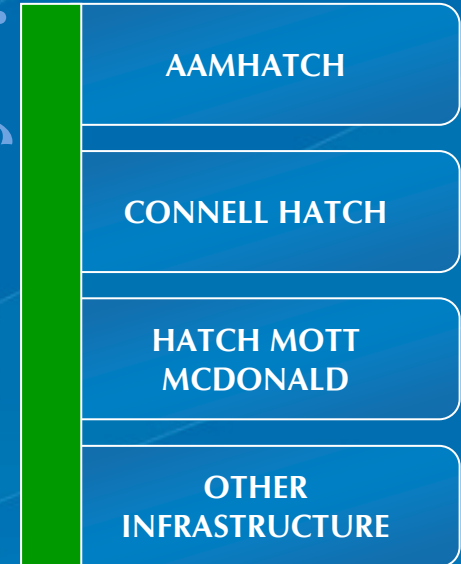 AAMHATCH
CONNELL HATCH
HATCH MOTT
MCDONALD
OTHER
INFRASTRUCTURE